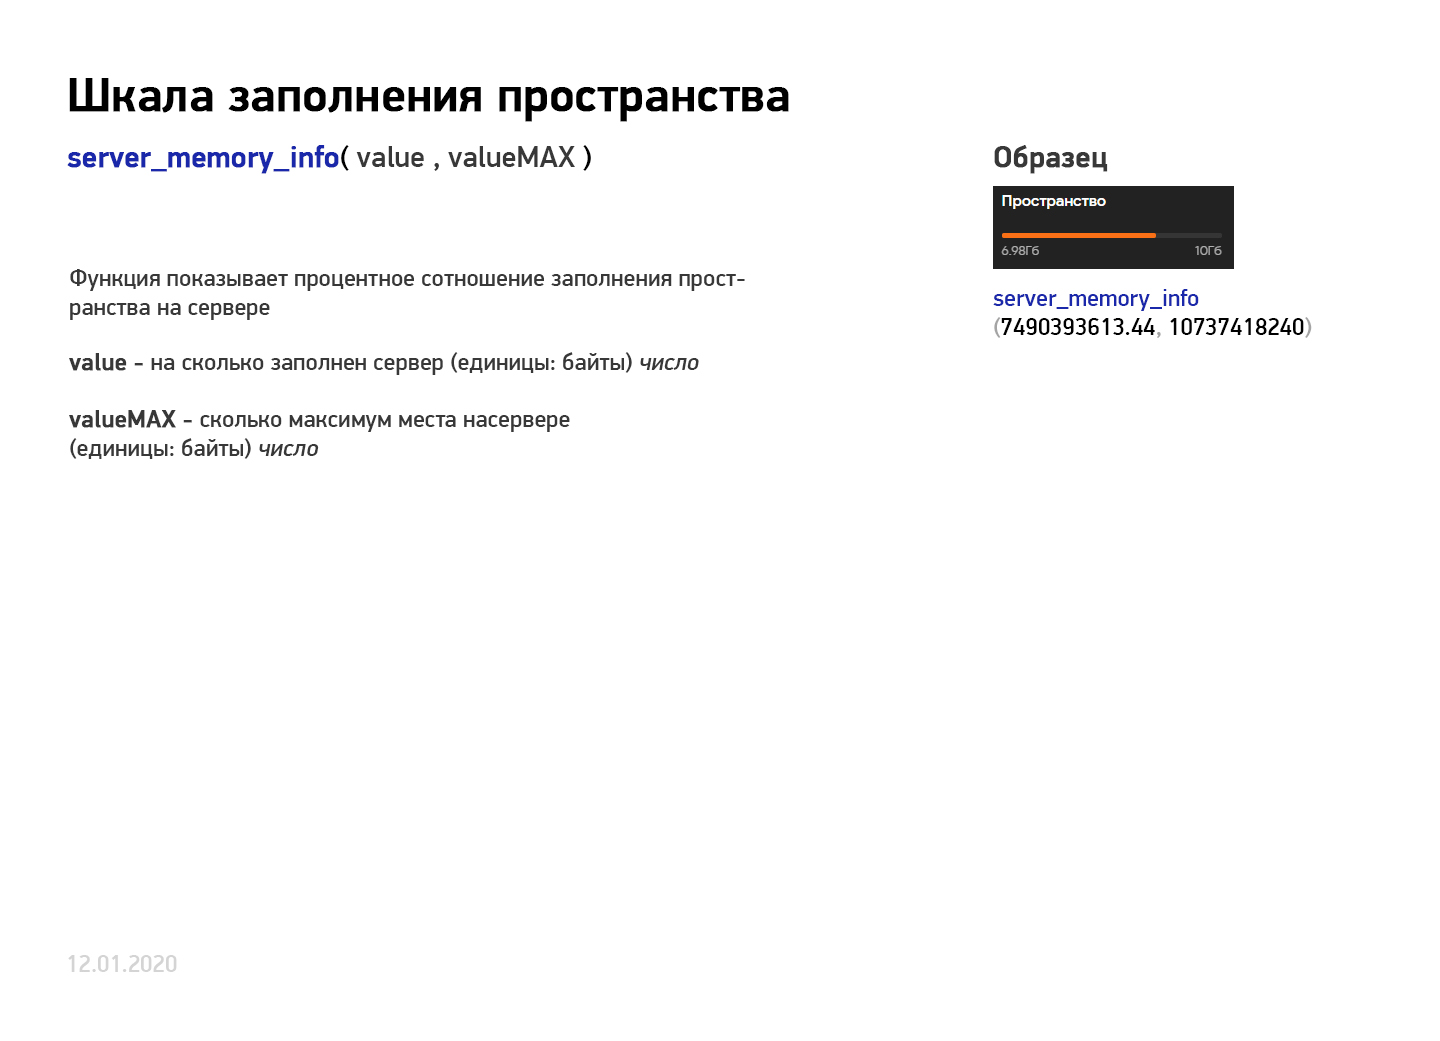 Шкала заполнения пространства
server_memory_info( value , valueMAX )
Функция показывает процентное сотношение заполнения прост-
ранства на сервере
value - на сколько заполнен сервер (единицы: байты) число
valueMAX - сколько максимум места насервере
(единицы: байты) число
Образец
Пространство
6.98Гб 10Гб
server_memory_info
(7490393613.44, 10737418240)
12.01.2020